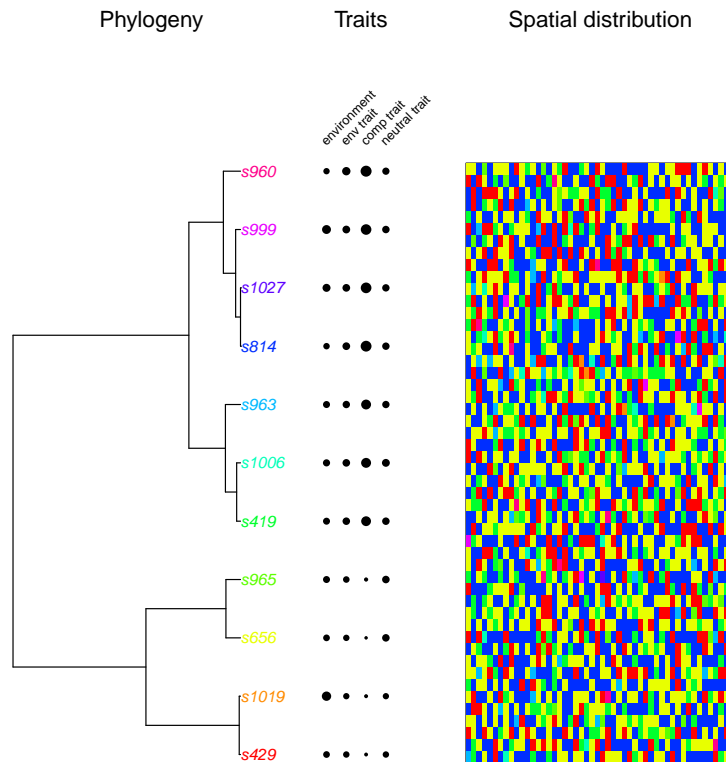 Phylogeny Traits Spatial distribution
environment env trait comp trait neutral trait
s960
s999
s1027
s814
s963
s1006
s419
s965
s656
s1019
s429